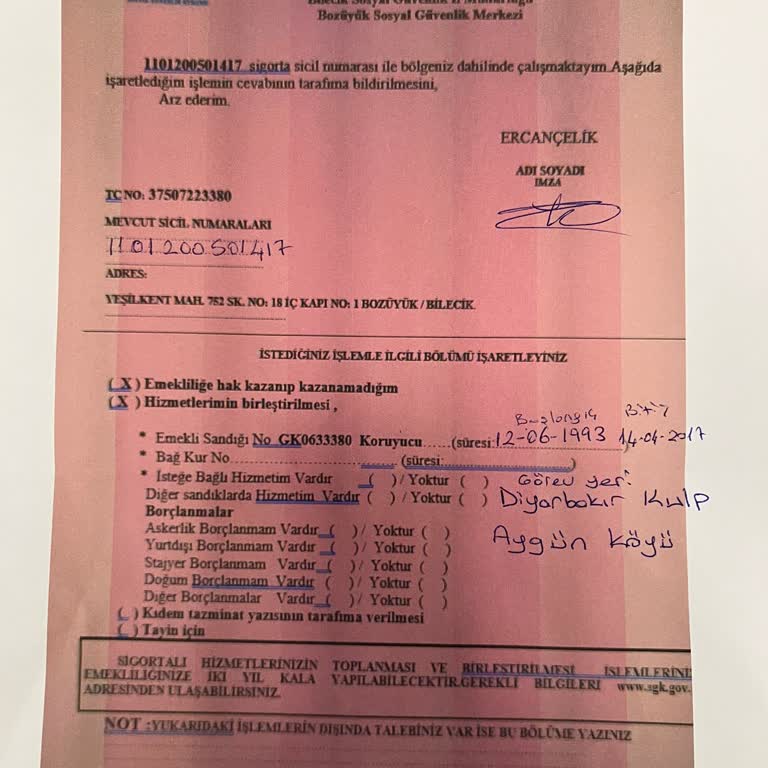 Bilecik Sosyal Güvenlik İl Müdürlüğü
Bozüyük Sosyal Güvenlik Merkezi
1101200501417 sigorta sicil numarası ile bölgeniz dahilinde çalışmaktayım.Aşağıda
işaretlediğim işlemin cevabının tarafıma bildirilmesini,
Arz ederim.
ERCANÇELİK
ADI SOYADI
İMZA
TC NO: 37507223380
MEVCUT SİCİL NUMARALARI
1101200501417
ADRES:
YEŞİLKENT MAH. 752 SK. NO: 18 İÇ KAPI NO: 1 BOZÜYÜK / BİLECİK
İSTEDİĞİNİZ İŞLEMLE İLGİLİ BÖLÜMÜ İŞARETLEYİNİZ
( X ) Emekliliğe hak kazanıp kazanamadığım
( X ) Hizmetlerimin birleştirilmesi ,
Başlangıç Bitiş
* Emekli Sandığı No GK0633380 Koruyucu......(süresi:12-06-1993 14-04-2017
* Bağ Kur No.............................. (süresi:..............................)
* İsteğe Bağlı Hizmetim Vardır ( )/ Yoktur ( ) Görev yeri
Diğer sandıklarda Hizmetim Vardır ( ) / Yoktur ( ) Diyarbakır Kulp
Borçlanmalar
Askerlik Borçlanmam Vardır ( )/ Yoktur ( )
Aygün köyü
Yurtdışı Borçlanmam Vardır ( )/ Yoktur ( )
Stajyer Borçlanmam Vardır ( )/ Yoktur ( )
Doğum Borçlanmam Vardır ( )/ Yoktur ( )
Diğer Borçlanmalar Vardır ( )/ Yoktur ( )
( ) Kıdem tazminat yazısının tarafıma verilmesi
( ) Tayin için
SİGORTALI HİZMETLERİNİZİN TOPLANMASI VE BİRLEŞTİRİLMESİ İŞLEMLERİNİ
EMEKLİLİĞİNİZE İKİ YIL KALA YAPILABİLECEKTİR.GEREKLİ BİLGİLERİ www.sgk.gov.
ADRESİNDEN ULAŞABİLİRSİNİZ.
NOT :YUKARIDAKİ İŞLEMLERİN DIŞINDA TALEBİNİZ VAR İSE BU BÖLÜME YAZINIZ